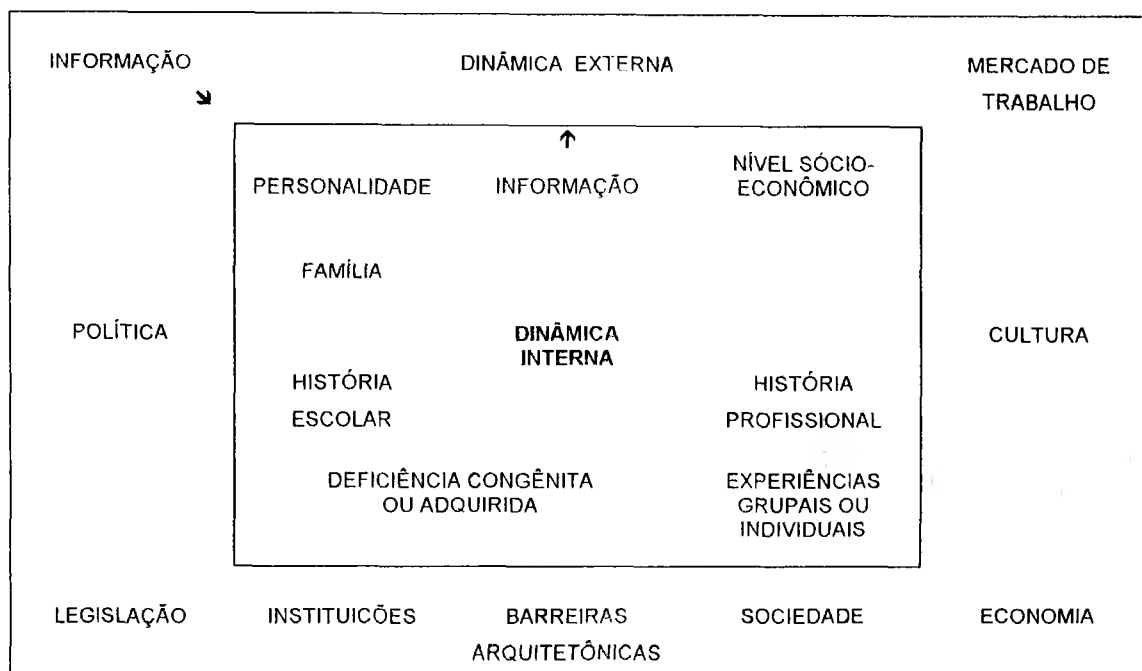 INFORMAÇÃO
DINÂMICA EXTERNA
MERCADO DE
TRABALHO
PERSONALIDADE
INFORMAÇÃO
NÍVEL SÓCIO-
ECONÔMICO
FAMÍLIA
POLÍTICA
DINÂMICA
INTERNA
CULTURA
HISTÓRIA
ESCOLAR
HISTÓRIA
PROFISSIONAL
DEFICIÊNCIA CONGÊNITA
OU ADQUIRIDA
EXPERIÊNCIAS
GRUPAIS OU
INDIVIDUAIS
LEGISLAÇÃO
INSTITUICÕES
BARREIRAS
ARQUITETÔNICAS
SOCIEDADE
ECONOMIA